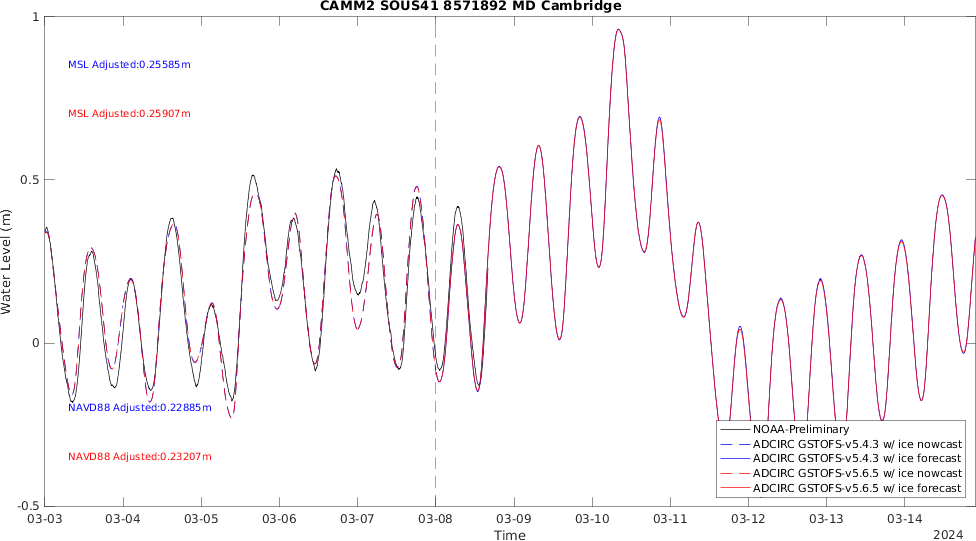 CAMM2 SOUS41 8571892 MD Cambridge
1
MSL Adjusted:0.25585m
MSL Adjusted:0.25907m
0.5
Water Level (m)
0
NAVD88 Adjusted:0.22885m
NOAA-Preliminary
ADCIRC GSTOFS-v5.4.3 w/ ice nowcast
ADCIRC GSTOFS-v5.4.3 w/ ice forecast
NAVD88 Adjusted:0.23207m
ADCIRC GSTOFS-v5.6.5 w/ ice nowcast
ADCIRC GSTOFS-v5.6.5 w/ ice forecast
-0.5
03-03 03-04 03-05 03-06 03-07 03-08 03-09 03-10 03-11 03-12 03-13 03-14
Time
2024